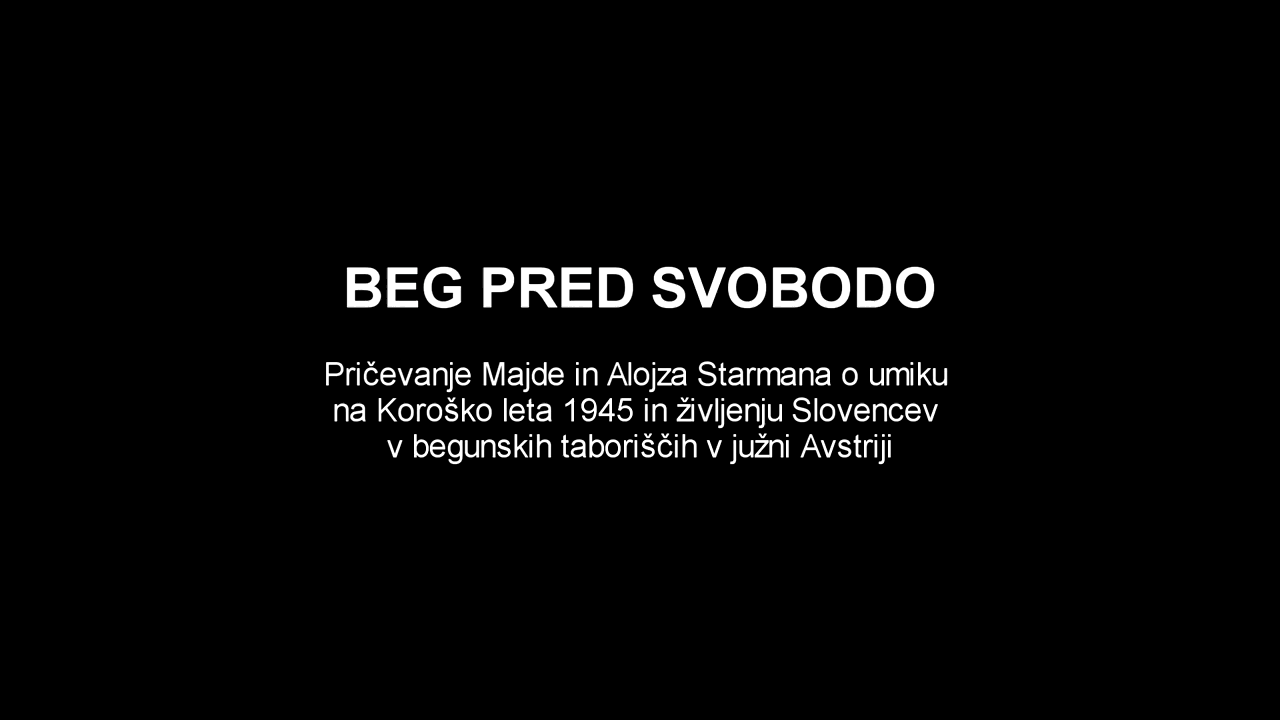 BEG PRED SVOBODO
Pričevanje Majde in Alojza Starmana o umiku
na Koroško leta 1945 in življenju Slovencev
v begunskih taboriščih v južni Avstriji